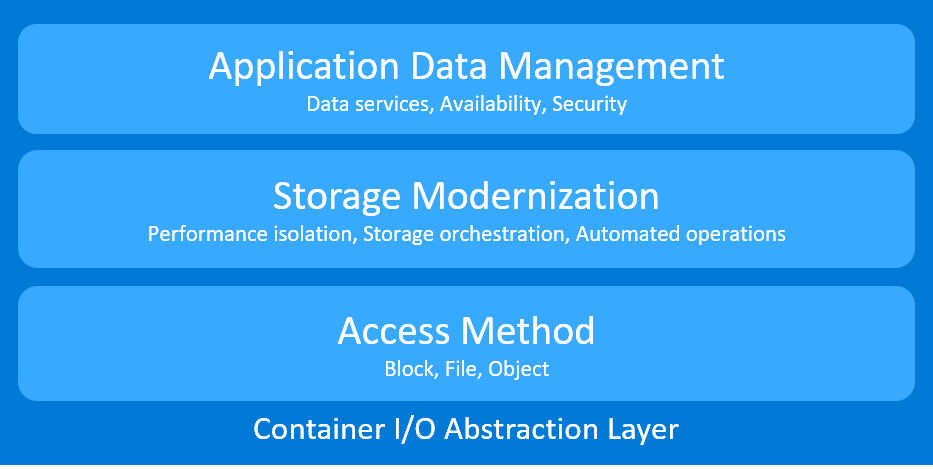 Application Data Management
Data services, Availability, Security
Storage Modernization
Performance isolation, Storage orchestration, Automated operations
Access Method
Block, File, Object
Container I/O Abstraction Layer